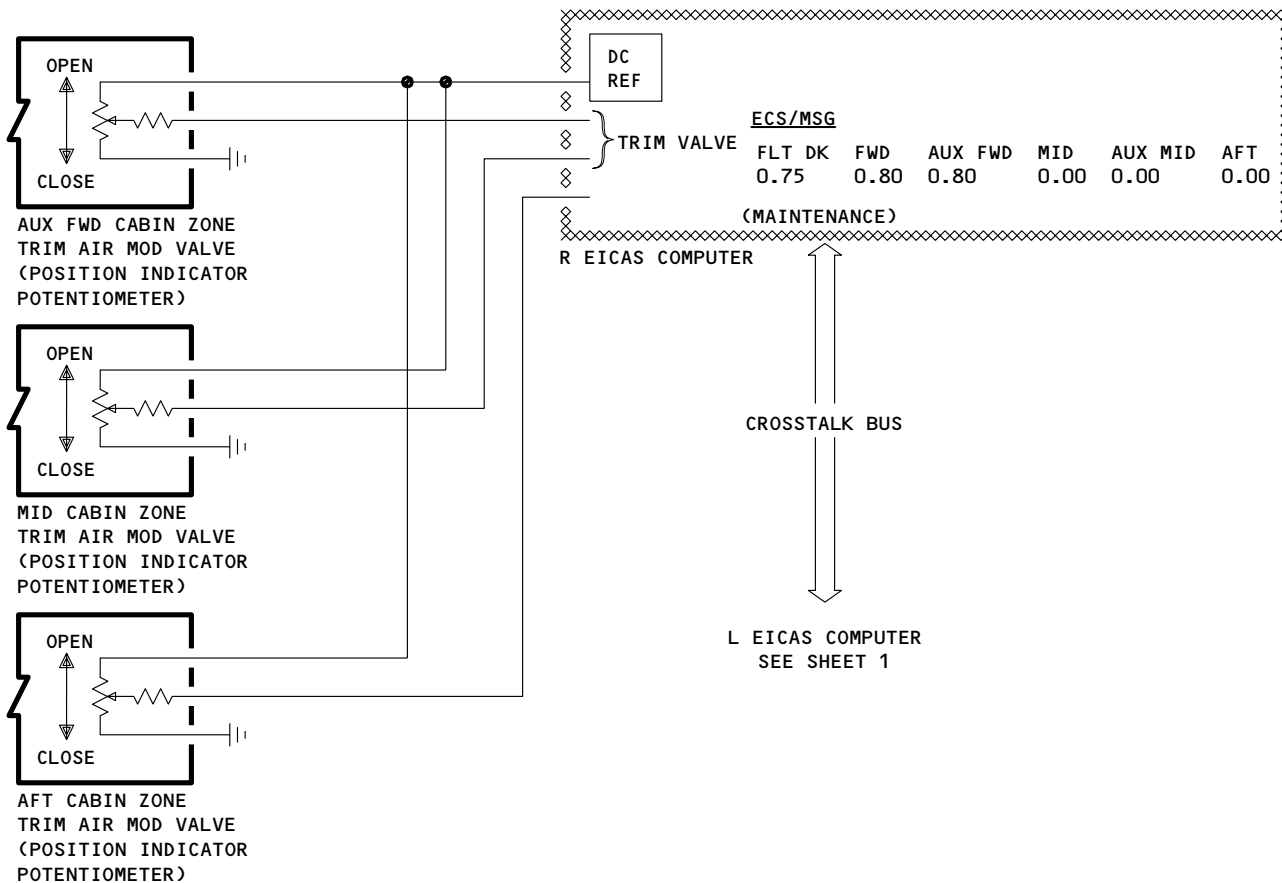 OPEN
CLOSE
AUX FWD CABIN ZONE
TRIM AIR MOD VALVE
(POSITION INDICATOR
POTENTIOMETER)
OPEN
CLOSE
MID CABIN ZONE
TRIM AIR MOD VALVE
(POSITION INDICATOR
POTENTIOMETER)
OPEN
CLOSE
AFT CABIN ZONE
TRIM AIR MOD VALVE
(POSITION INDICATOR
POTENTIOMETER)
DC
REF
TRIM VALVE
ECS/MSG
FLT DK FWD AUX FWD MID AUX MID AFT
0.75 0.80 0.80 0.00 0.00 0.00
(MAINTENANCE)
R EICAS COMPUTER
CROSSTALK BUS
L EICAS COMPUTER
SEE SHEET 1